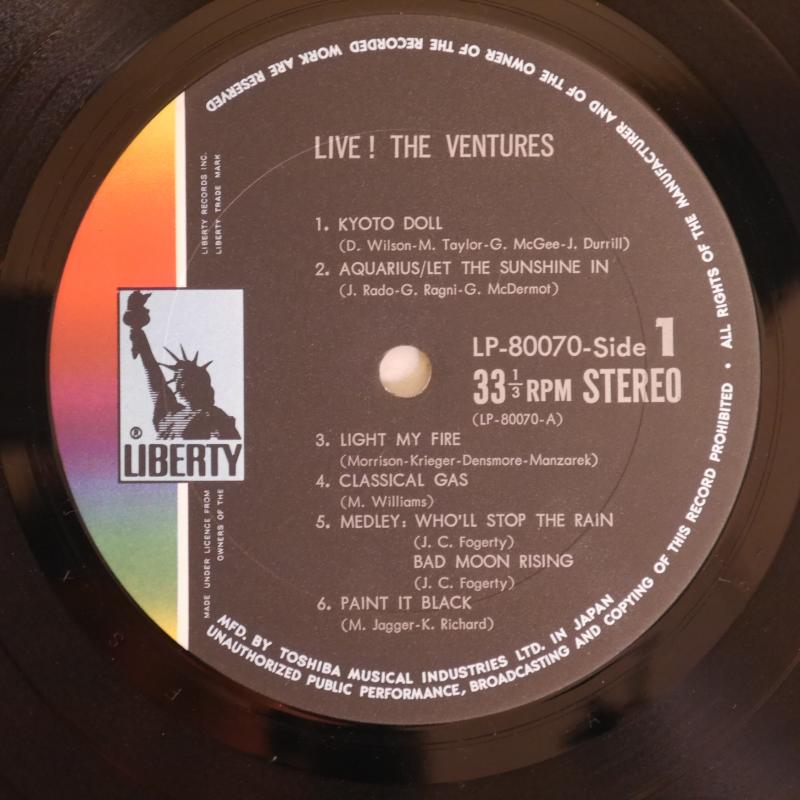 LIVE! THE VENTURES
1. KYOTO DOLL
(D. Wilson-M. Taylor-G. McGee-J. Durrill)
2. AQUARIUS/LET THE SUNSHINE IN
(J. Rado-G. Ragni-G. McDermot)
LP-80070-Side 1
33 1/3 RPM STEREO
(LP-80070-A)
3. LIGHT MY FIRE
(Morrison-Krieger-Densmore-Manzarek)
4. CLASSICAL GAS
(M. Williams)
5. MEDLEY: WHO'LL STOP THE RAIN
(J. C. Fogerty)
BAD MOON RISING
(J. C. Fogerty)
6. PAINT IT BLACK
(M. Jagger-K. Richard)
® LIBERTY
LIBERTY RECORDS INC.
LIBERTY TRADE MARK
MADE UNDER LICENCE FROM
OWNERS OF THE
MFD. BY TOSHIBA MUSICAL INDUSTRIES LTD. IN JAPAN
UNAUTHORIZED PUBLIC PERFORMANCE, BROADCASTING AND COPYING OF THIS RECORD PROHIBITED • ALL RIGHTS OF THE MANUFACTURER AND OF THE OWNER OF THE RECORDED WORK ARE RESERVED